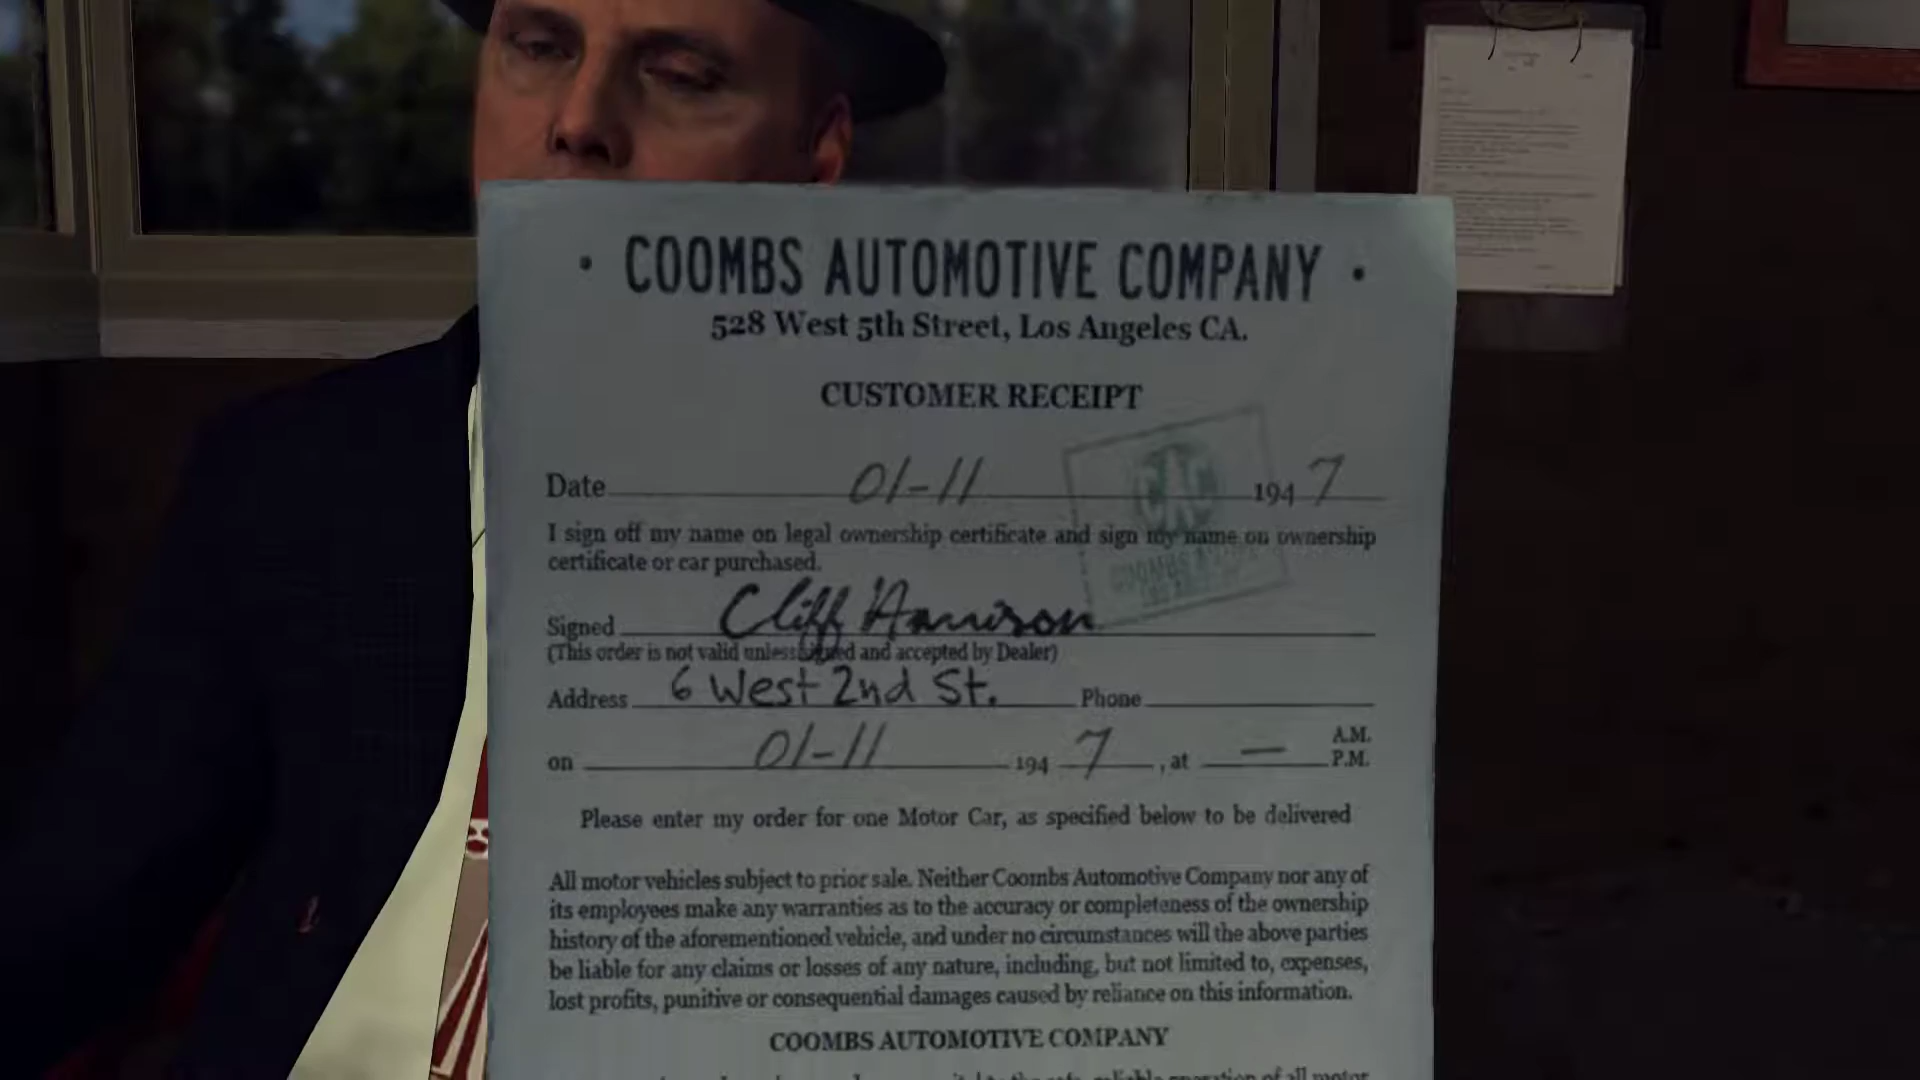 · COOMBS AUTOMOTIVE COMPANY ·
528 West 5th Street, Los Angeles CA.
CUSTOMER RECEIPT
Date 01-11 1947
CAC
I sign off my name on legal ownership certificate and sign my name on ownership
certificate or car purchased.
COOMBS
Signed Cliff Harrison
(This order is not valid unless signed and accepted by Dealer)
Address 6 West 2nd St. Phone
on 01-11 1947, at — A.M.
P.M.
Please enter my order for one Motor Car, as specified below to be delivered
All motor vehicles subject to prior sale. Neither Coombs Automotive Company nor any of
its employees make any warranties as to the accuracy or completeness of the ownership
history of the aforementioned vehicle, and under no circumstances will the above parties
be liable for any claims or losses of any nature, including, but not limited to, expenses,
lost profits, punitive or consequential damages caused by reliance on this information.
COOMBS AUTOMOTIVE COMPANY
operation of all motor